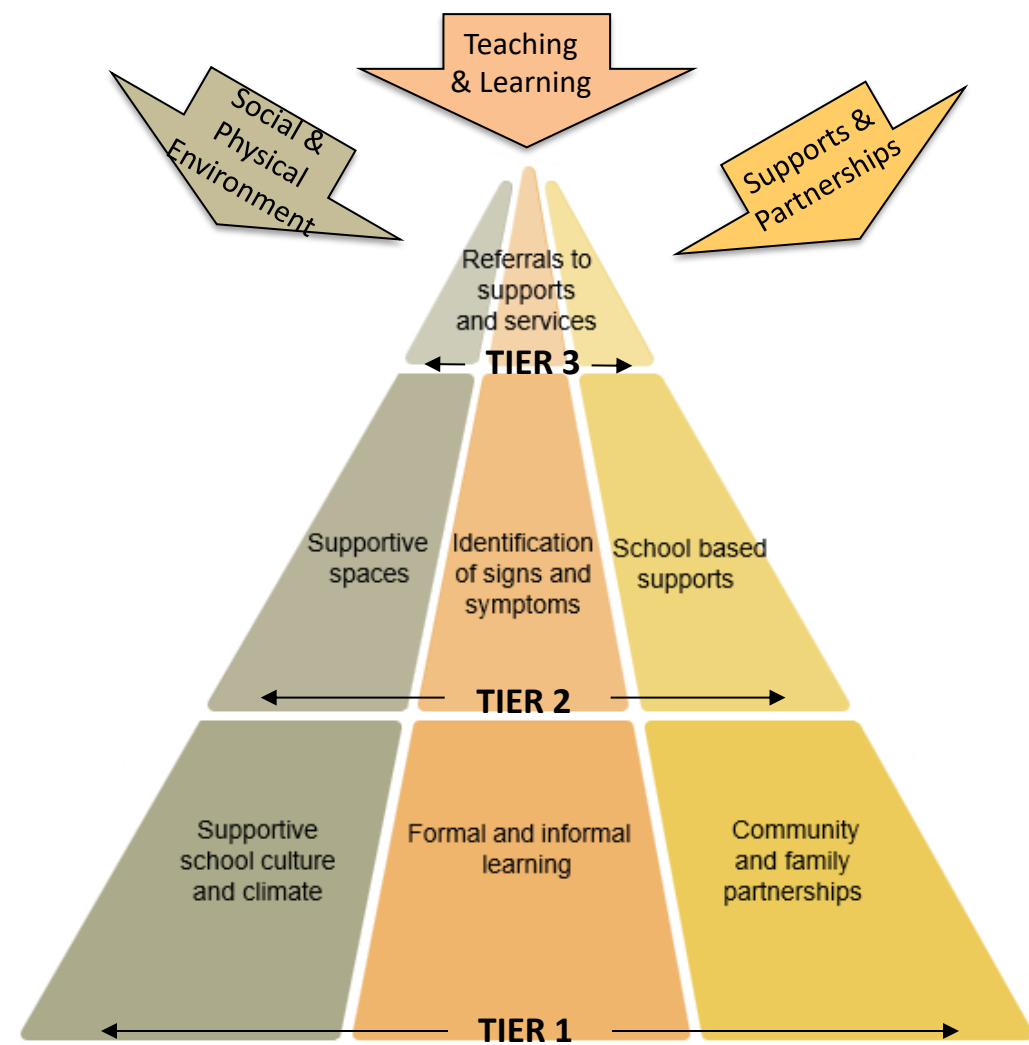 Teaching
& Learning
Social &
Physical
Environment
Supports &
Partnerships
Referrals to
supports
and services
TIER 3
Supportive
spaces
Identification
of signs and
symptoms
School based
supports
TIER 2
Supportive
school culture
and climate
Formal and informal
learning
Community
and family
partnerships
TIER 1